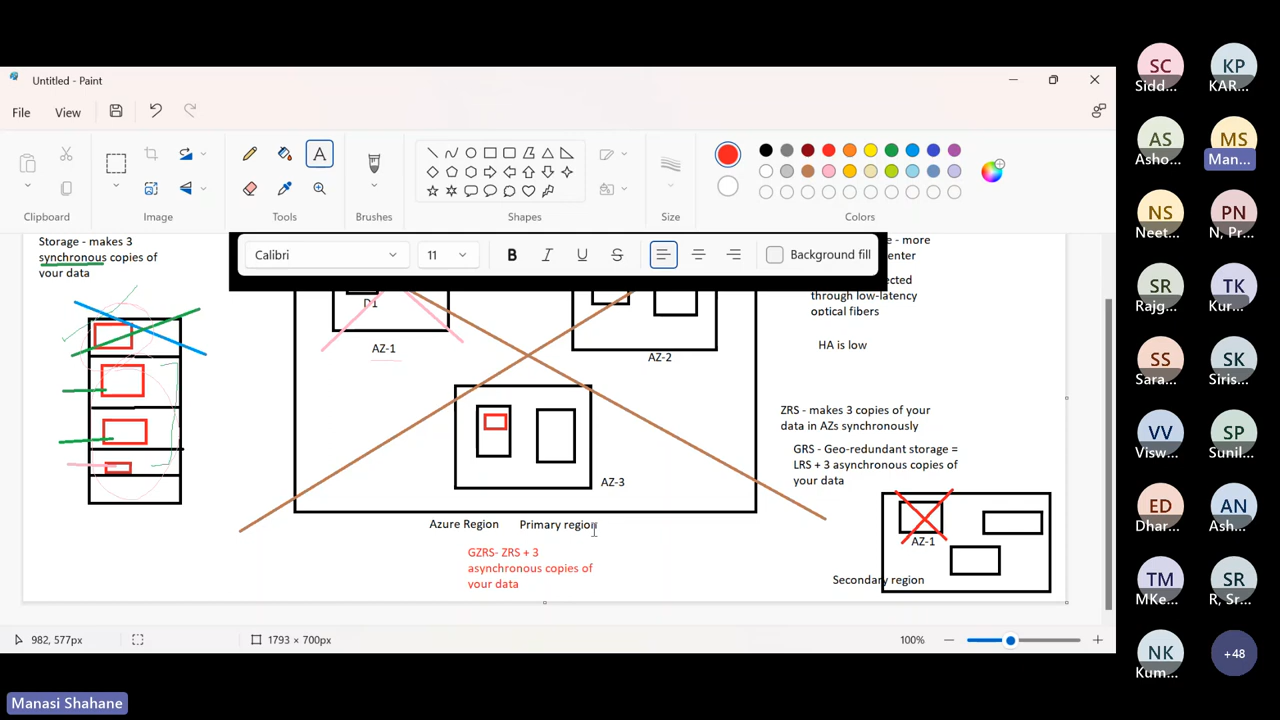 Untitled - Paint
File
View
Clipboard
Image
Tools
Brushes
Shapes
Size
Colors
Calibri
11
B
I
U
S
Background fill
Storage - makes 3
synchronous copies of
your data
D1
AZ-1
AZ-2
AZ-3
Azure Region
Primary region
GZRS- ZRS + 3
asynchronous copies of
your data
- more
through low-latency
optical fibers
HA is low
ZRS - makes 3 copies of your
data in AZs synchronously
GRS - Geo-redundant storage =
LRS + 3 asynchronous copies of
your data
AZ-1
Secondary region
982, 577px
1793 × 700px
100%
SC
Sidd...
KP
KAR...
AS
Asho...
MS
Man...
NS
Neet...
PN
N, Pr...
SR
Rajg...
TK
Kur...
SS
Sara...
SK
Siris...
VV
Visw...
SP
Sunil...
ED
Dhar...
AN
Ash...
TM
MKe...
SR
R, Sr...
NK
Kum...
+48
Manasi Shahane